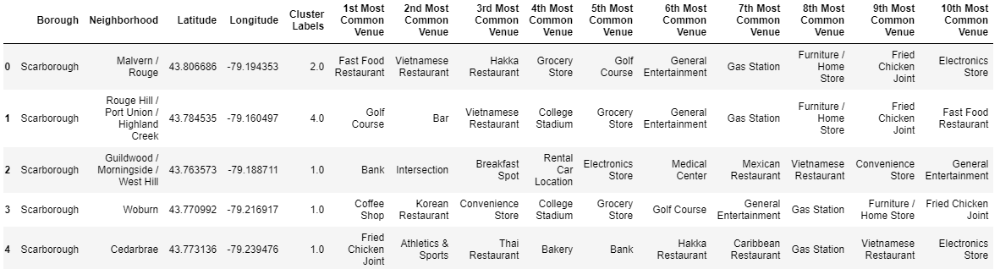 Borough Neighborhood Latitude Longitude Cluster Labels 1st Most Common Venue 2nd Most Common Venue 3rd Most Common Venue 4th Most Common Venue 5th Most Common Venue 6th Most Common Venue 7th Most Common Venue 8th Most Common Venue 9th Most Common Venue 10th Most Common Venue
0 Scarborough Malvern / Rouge 43.806686 -79.194353 2.0 Fast Food Restaurant Vietnamese Restaurant Hakka Restaurant Grocery Store Golf Course General Entertainment Gas Station Furniture / Home Store Fried Chicken Joint Electronics Store
1 Scarborough Rouge Hill / Port Union / Highland Creek 43.784535 -79.160497 4.0 Golf Course Bar Vietnamese Restaurant College Stadium Grocery Store General Entertainment Gas Station Furniture / Home Store Fried Chicken Joint Fast Food Restaurant
2 Scarborough Guildwood / Morningside / West Hill 43.763573 -79.188711 1.0 Bank Intersection Breakfast Spot Rental Car Location Electronics Store Medical Center Mexican Restaurant Vietnamese Restaurant Convenience Store General Entertainment
3 Scarborough Woburn 43.770992 -79.216917 1.0 Coffee Shop Korean Restaurant Convenience Store College Stadium Grocery Store Golf Course General Entertainment Gas Station Furniture / Home Store Fried Chicken Joint
4 Scarborough Cedarbrae 43.773136 -79.239476 1.0 Fried Chicken Joint Athletics & Sports Thai Restaurant Bakery Bank Hakka Restaurant Caribbean Restaurant Gas Station Vietnamese Restaurant Electronics Store